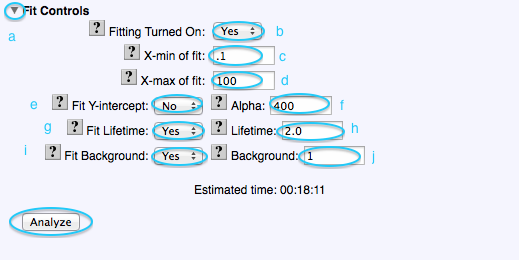 ▼Fit Controls
a
? Fitting Turned On: Yes b
? X-min of fit: .1 c
? X-max of fit: 100 d
e ? Fit Y-intercept: No ? Alpha: 400 f
g ? Fit Lifetime: Yes ? Lifetime: 2.0 h
i ? Fit Background: Yes ? Background: 1 j
Estimated time: 00:18:11
Analyze